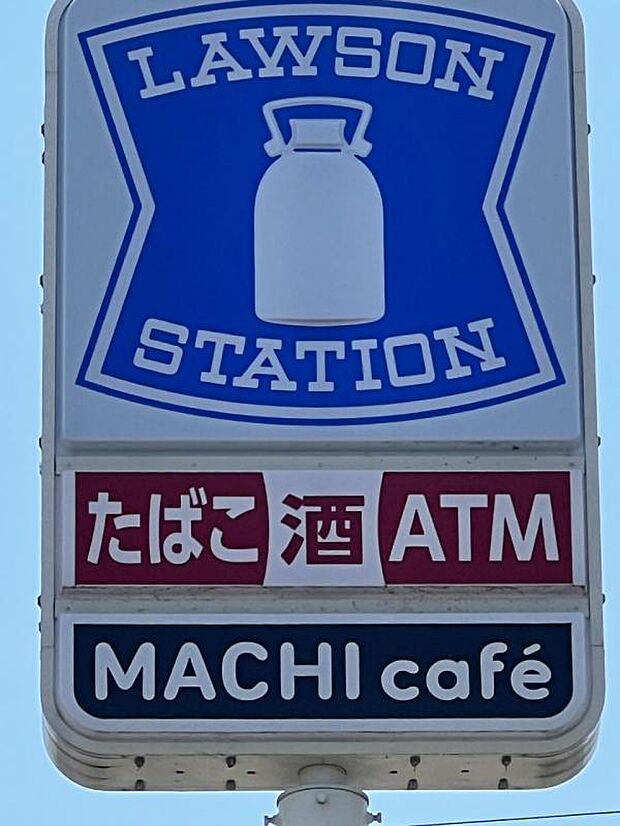 LAWSON
STATION
たばこ 酒 ATM
MACHI café